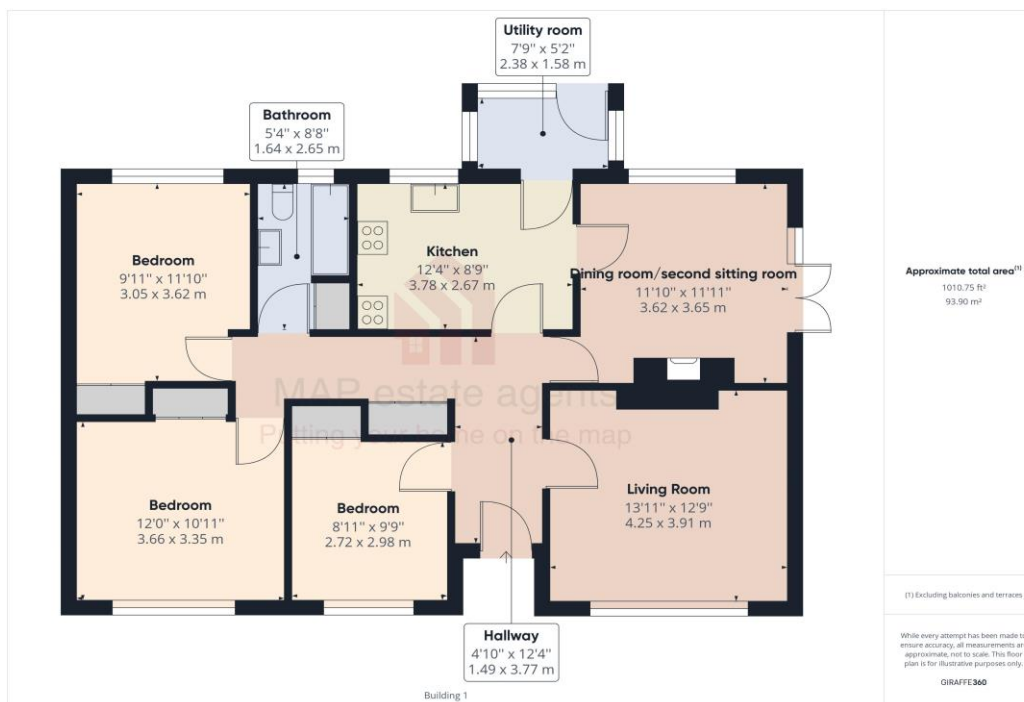 Utility room
7'9" x 5'2"
2.38 x 1.58 m
Bathroom
5'4" x 8'8"
1.64 x 2.65 m
Bedroom
9'11" x 11'10"
3.05 x 3.62 m
Kitchen
12'4" x 8'9"
3.78 x 2.67 m
Dining room/second sitting room
11'10" x 11'11"
3.62 x 3.65 m
MAP estate agents
Putting your home on the map
Bedroom
12'0" x 10'11"
3.66 x 3.35 m
Bedroom
8'11" x 9'9"
2.72 x 2.98 m
Living Room
13'11" x 12'9"
4.25 x 3.91 m
Hallway
4'10" x 12'4"
1.49 x 3.77 m
Building 1
Approximate total area(1)
1010.75 ft²
93.90 m²
(1) Excluding balconies and terraces
While every attempt has been made to
ensure accuracy, all measurements are
approximate, not to scale. This floor
plan is for illustrative purposes only.
GIRAFFE360